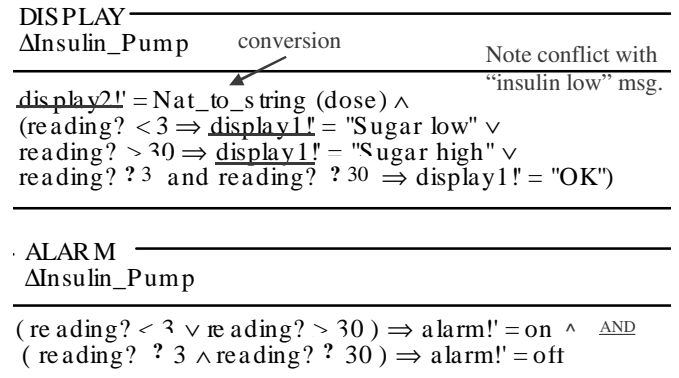 DISPLAY
ΔInsulin_Pump
conversion
Note conflict with
“insulin low” msg.
display2!' = Nat_to_string (dose) ∧
(reading? < 3 ⇒ display1!' = "Sugar low" ∨
reading? > 30 ⇒ display1!' = "Sugar high" ∨
reading? ? 3 and reading? ? 30 ⇒ display1!' = "OK")
ALARM
ΔInsulin_Pump
( reading? < 3 ∨ reading? > 30 ) ⇒ alarm!' = on ∧ AND
( reading? ? 3 ∧ reading? ? 30 ) ⇒ alarm!' = off